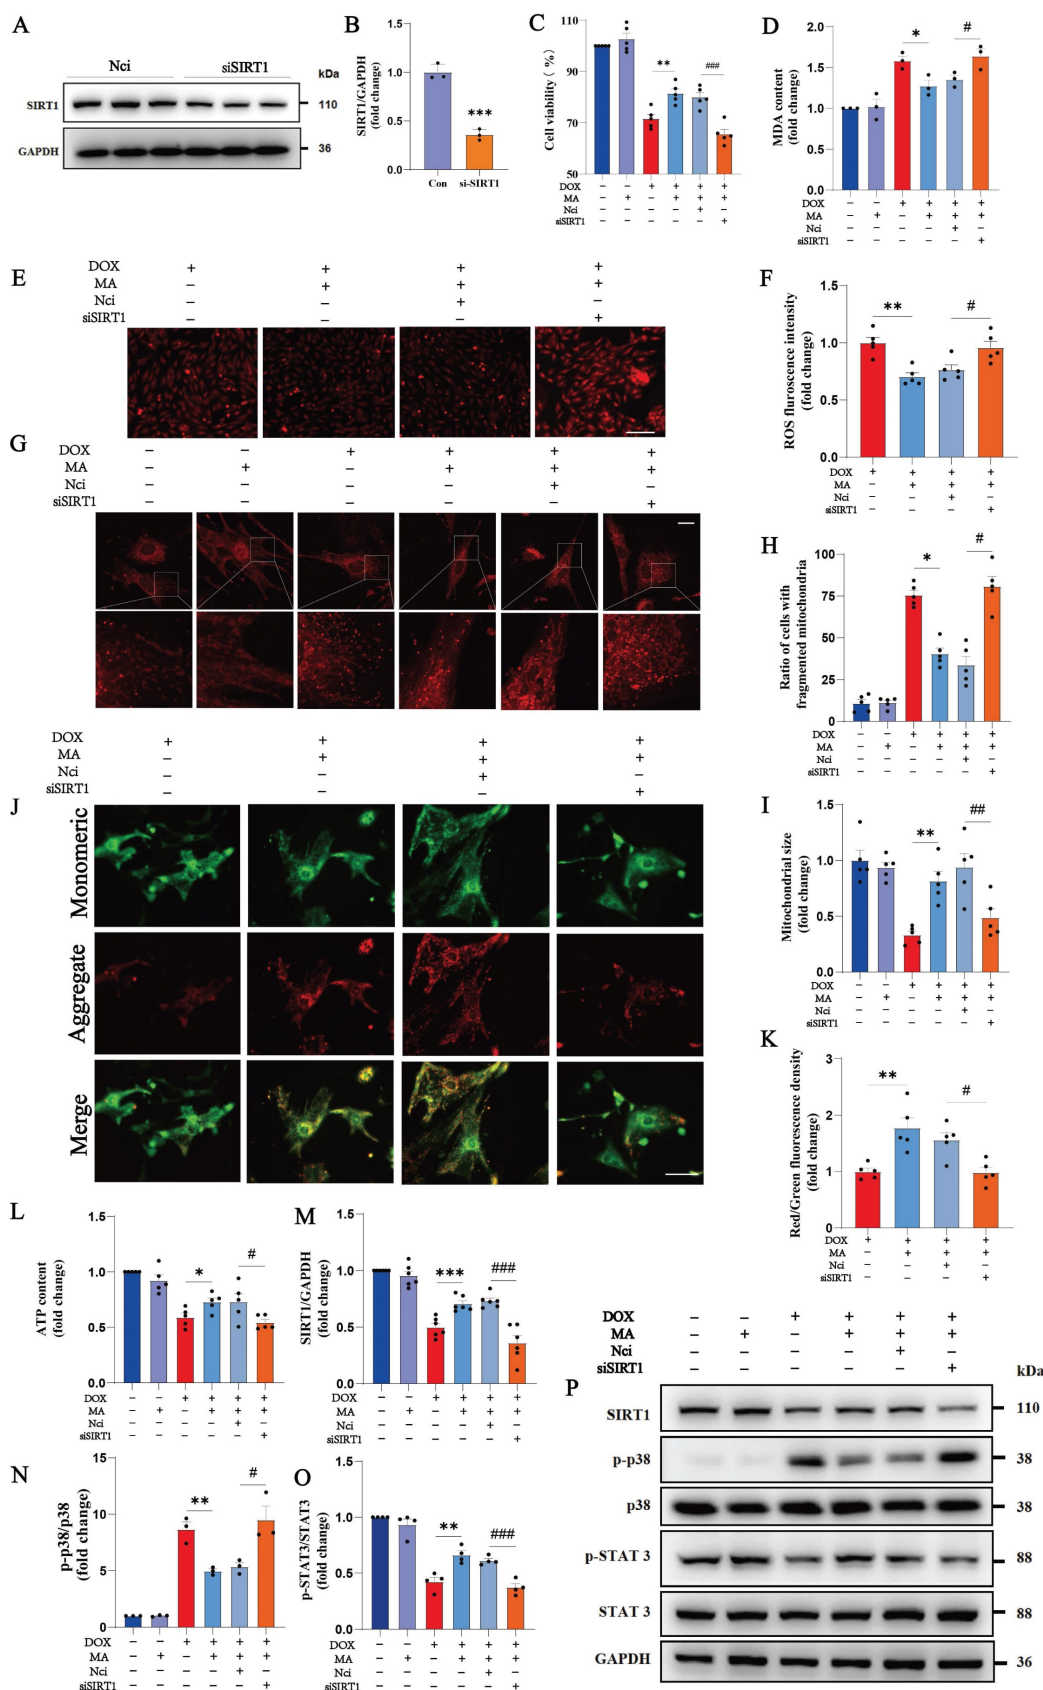 A
Nci siSIRT1
kDa
SIRT1 110
GAPDH 36
B
SIRT1/GAPDH
(fold change)
1.5
1.0
0.5
0.0
***
Con si-SIRT1
C
Cell viability ( %)
110
90
70
50
** ###
DOX – – + + + +
MA – + – + + +
Nci – – – – + –
siSIRT1 – – – – – +
D
MDA content
(fold change)
2.0
1.5
1.0
0.5
0.0
* #
DOX – – + + + +
MA – + – + + +
Nci – – – – + –
siSIRT1 – – – – – +
E
DOX + + + +
MA – + + +
Nci – – + –
siSIRT1 – – – +
F
ROS fluroscence intensity
(fold change)
1.5
1.0
0.5
0.0
** #
DOX + + + +
MA – + + +
Nci – – + –
siSIRT1 – – – +
G
DOX – – + + + +
MA – + – + + +
Nci – – – – + –
siSIRT1 – – – – – +
H
Ratio of cells with
fragmented mitochondria
100
75
50
25
0
* #
DOX – – + + + +
MA – + – + + +
Nci – – – – + –
siSIRT1 – – – – – +
I
Mitochondrial size
(fold change)
1.5
1.0
0.5
0.0
** ##
DOX – – + + + +
MA – + – + + +
Nci – – – – + –
siSIRT1 – – – – – +
DOX + + + +
MA – + + +
Nci – – + –
siSIRT1 – – – +
J
Monomeric
Aggregate
Merge
K
Red/Green fluorescence density
(fold change)
3
2
1
0
** #
DOX + + + +
MA – + + +
Nci – – + –
siSIRT1 – – – +
L
ATP content
(fold change)
1.5
1.0
0.5
0.0
* #
DOX – – + + + +
MA – + – + + +
Nci – – – – + –
siSIRT1 – – – – – +
M
SIRT1/GAPDH
(fold change)
1.5
1.0
0.5
0.0
*** ###
DOX – – + + + +
MA – + – + + +
Nci – – – – + –
siSIRT1 – – – – – +
N
p-p38/p38
(fold change)
15
10
5
0
** #
DOX – – + + + +
MA – + – + + +
Nci – – – – + –
siSIRT1 – – – – – +
O
p-STAT3/STAT3
(fold change)
1.5
1.0
0.5
0.0
** ###
DOX – – + + + +
MA – + – + + +
Nci – – – – + –
siSIRT1 – – – – – +
DOX – – + + + +
MA – + – + + +
Nci – – – – + –
siSIRT1 – – – – – +
P
kDa
SIRT1 110
p-p38 38
p38 38
p-STAT 3 88
STAT 3 88
GAPDH 36